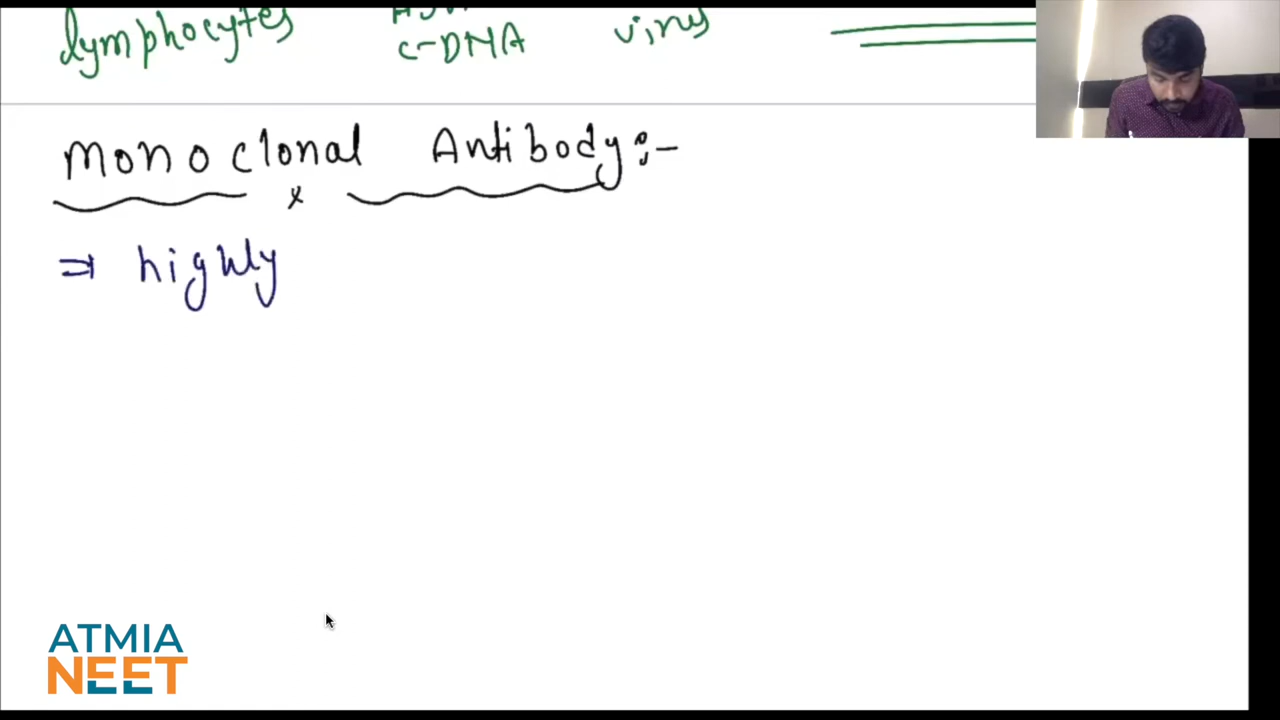 lymphocytes c-DNA virus
Monoclonal Antibody:-
⇒ highly
ATMIA
NEET